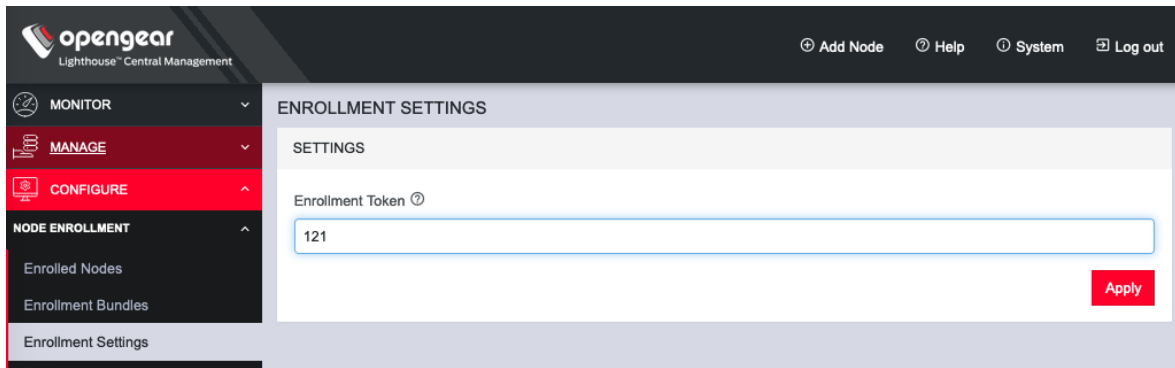 opengear
Lighthouse™ Central Management
Add Node Help System Log out
MONITOR
MANAGE
CONFIGURE
NODE ENROLLMENT
Enrolled Nodes
Enrollment Bundles
Enrollment Settings
ENROLLMENT SETTINGS
SETTINGS
Enrollment Token
121
Apply